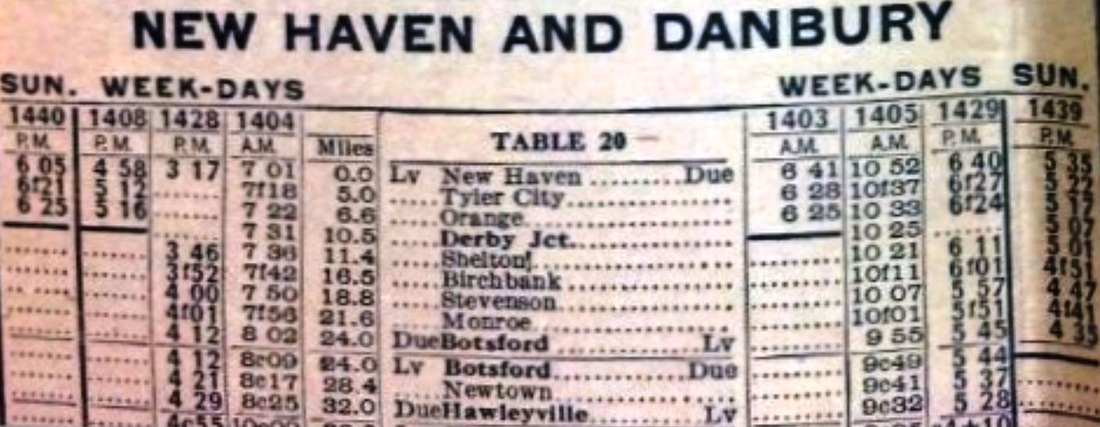 NEW HAVEN AND DANBURY
SUN. WEEK-DAYS WEEK-DAYS SUN.
1440 1408 1428 1404 TABLE 20 1403 1405 1429 1439
P.M. P.M. P.M. A.M. Miles A.M. A.M. P.M. P.M.
6 05 4 58 3 17 7 01 0.0 Lv New Haven Due 6 41 10 52 6 40 5 35
6f21 5 12 ...... 7f18 5.0 Tyler City 6 28 10f37 6f27 5 22
6 25 5 16 ...... 7 22 6.6 Orange 6 25 10 33 6f24 5 17
7 31 10.5 Derby Jct. 10 25 ...... 5 07
3 46 7 36 11.4 Shelton 10 21 6 11 5 01
3f52 7f42 16.5 Birchbank 10f11 6f01 4f51
4 00 7 50 18.8 Stevenson 10 07 5 57 4 47
4f01 7f56 21.6 Monroe 10f01 5f51 4f41
4 12 8 02 24.0 Due Botsford Lv 9 55 5 45 4 35
4 12 8c09 24.0 Lv Botsford Due 9c49 5 44
4 21 8c17 28.4 Newtown 9c41 5 37
4 29 8c25 32.0 Due Hawleyville Lv 9c32 5 28
4c55